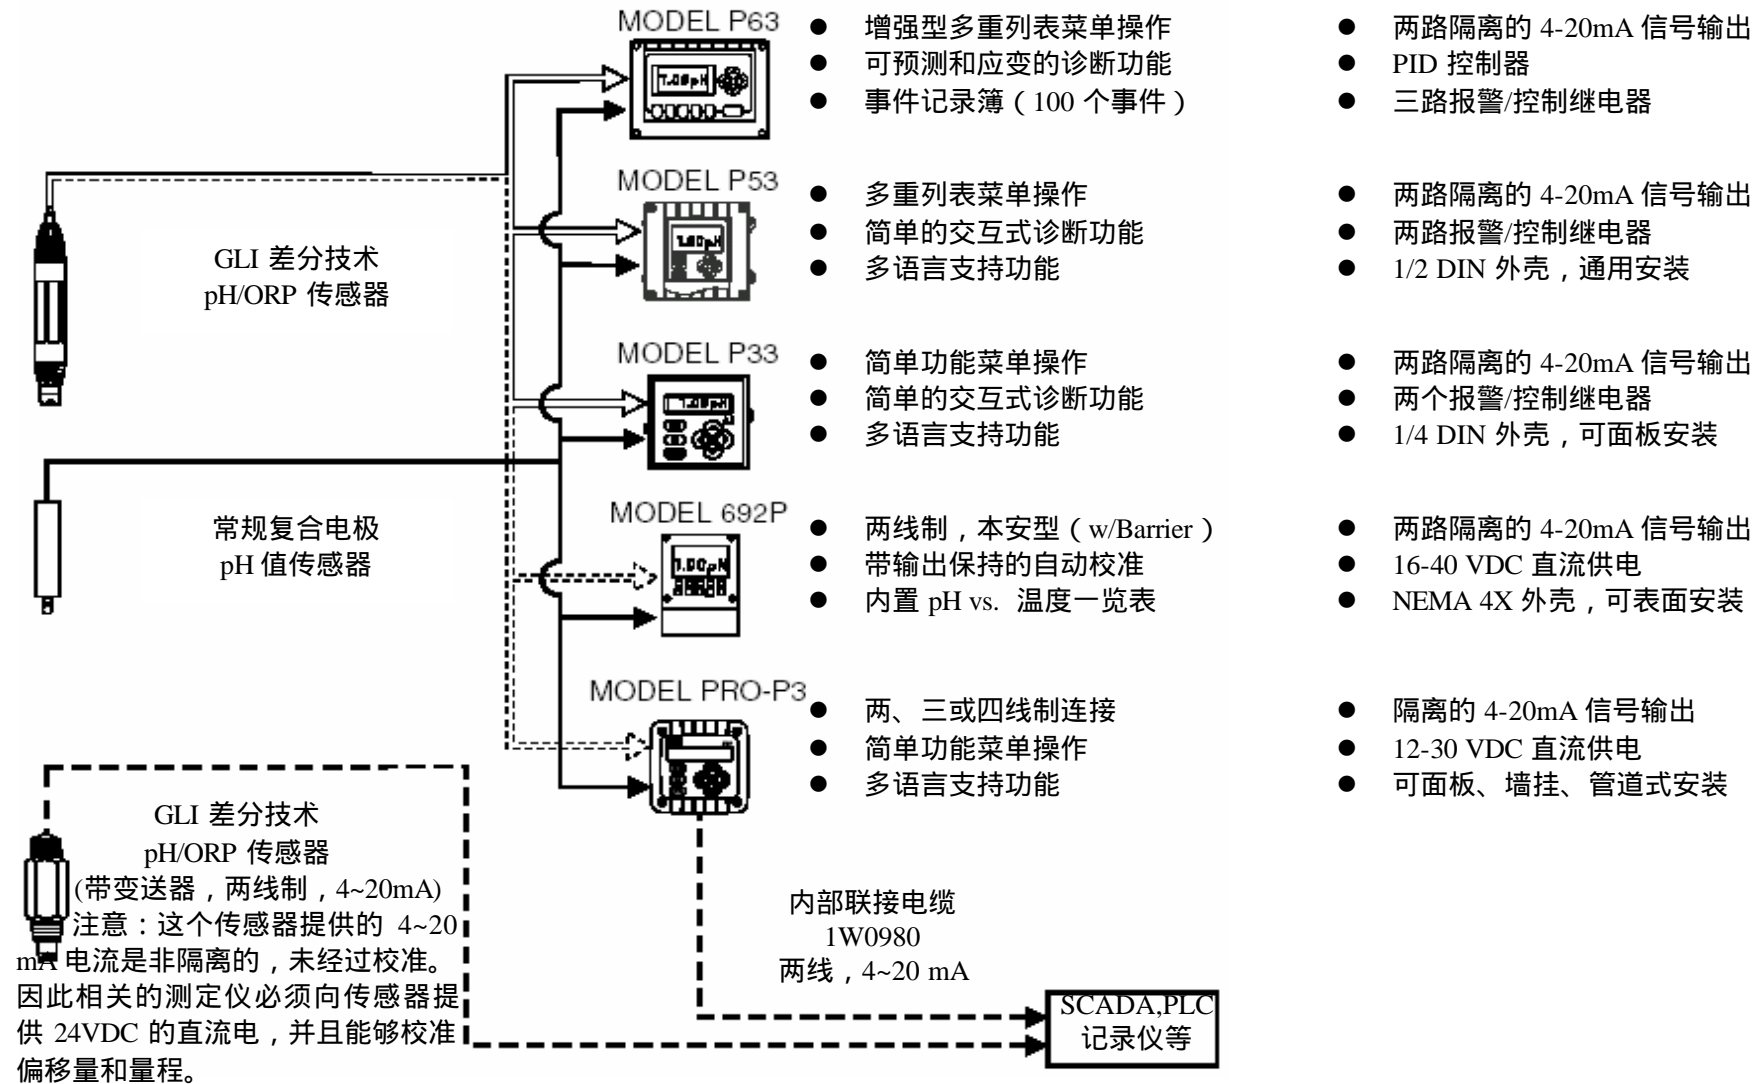 MODEL P63
● 增强型多重列表菜单操作
● 可预测和应变的诊断功能
● 事件记录簿（100 个事件）
● 两路隔离的 4-20mA 信号输出
● PID 控制器
● 三路报警/控制继电器
7.00pH
MODEL P53
● 多重列表菜单操作
● 简单的交互式诊断功能
● 多语言支持功能
● 两路隔离的 4-20mA 信号输出
● 两路报警/控制继电器
● 1/2 DIN 外壳，通用安装
GLI 差分技术
pH/ORP 传感器
MODEL P33
● 简单功能菜单操作
● 简单的交互式诊断功能
● 多语言支持功能
● 两路隔离的 4-20mA 信号输出
● 两个报警/控制继电器
● 1/4 DIN 外壳，可面板安装
常规复合电极
pH 值传感器
MODEL 692P
● 两线制，本安型（w/Barrier）
● 带输出保持的自动校准
● 内置 pH vs. 温度一览表
● 两路隔离的 4-20mA 信号输出
● 16-40 VDC 直流供电
● NEMA 4X 外壳，可表面安装
MODEL PRO-P3
● 两、三或四线制连接
● 简单功能菜单操作
● 多语言支持功能
● 隔离的 4-20mA 信号输出
● 12-30 VDC 直流供电
● 可面板、墙挂、管道式安装
GLI 差分技术
pH/ORP 传感器
(带变送器，两线制，4~20mA)
注意：这个传感器提供的 4~20
mA 电流是非隔离的，未经过校准。
因此相关的测定仪必须向传感器提
供 24VDC 的直流电，并且能够校准
偏移量和量程。
内部联接电缆
1W0980
两线，4~20 mA
SCADA,PLC
记录仪等